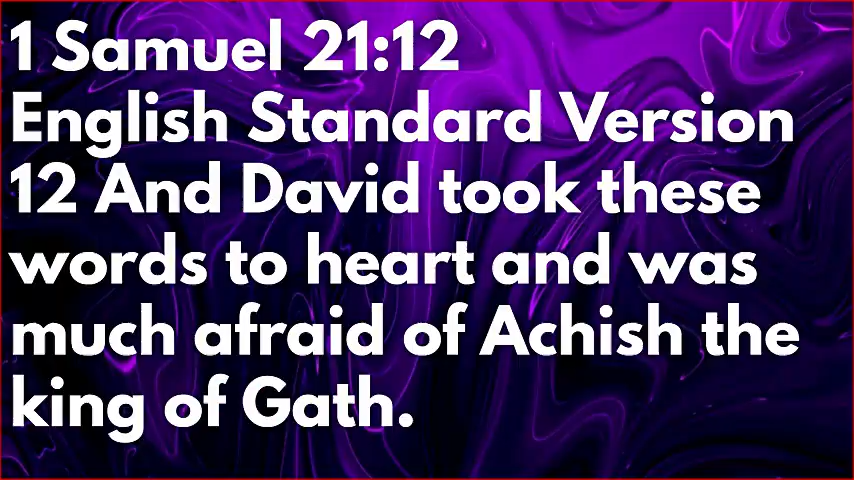 1 Samuel 21:12
English Standard Version
12 And David took these
words to heart and was
much afraid of Achish the
king of Gath.